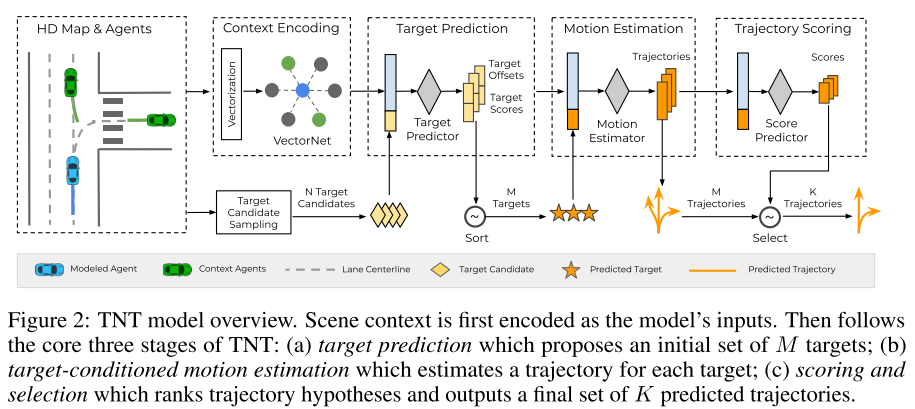 HD Map & Agents
Context Encoding
Target Prediction
Motion Estimation
Trajectory Scoring
Vectorization
VectorNet
Target
Predictor
Target
Offsets
Target
Scores
Motion
Estimator
Trajectories
Score
Predictor
Scores
Target
Candidate
Sampling
N Target
Candidates
~
Sort
M
Targets
M
Trajectories
~
Select
K
Trajectories
Modeled Agent
Context Agents
Lane Centerline
Target Candidate
Predicted Target
Predicted Trajectory
Figure 2: TNT model overview. Scene context is first encoded as the model's inputs. Then follows
the core three stages of TNT: (a) target prediction which proposes an initial set of M targets; (b)
target-conditioned motion estimation which estimates a trajectory for each target; (c) scoring and
selection which ranks trajectory hypotheses and outputs a final set of K predicted trajectories.